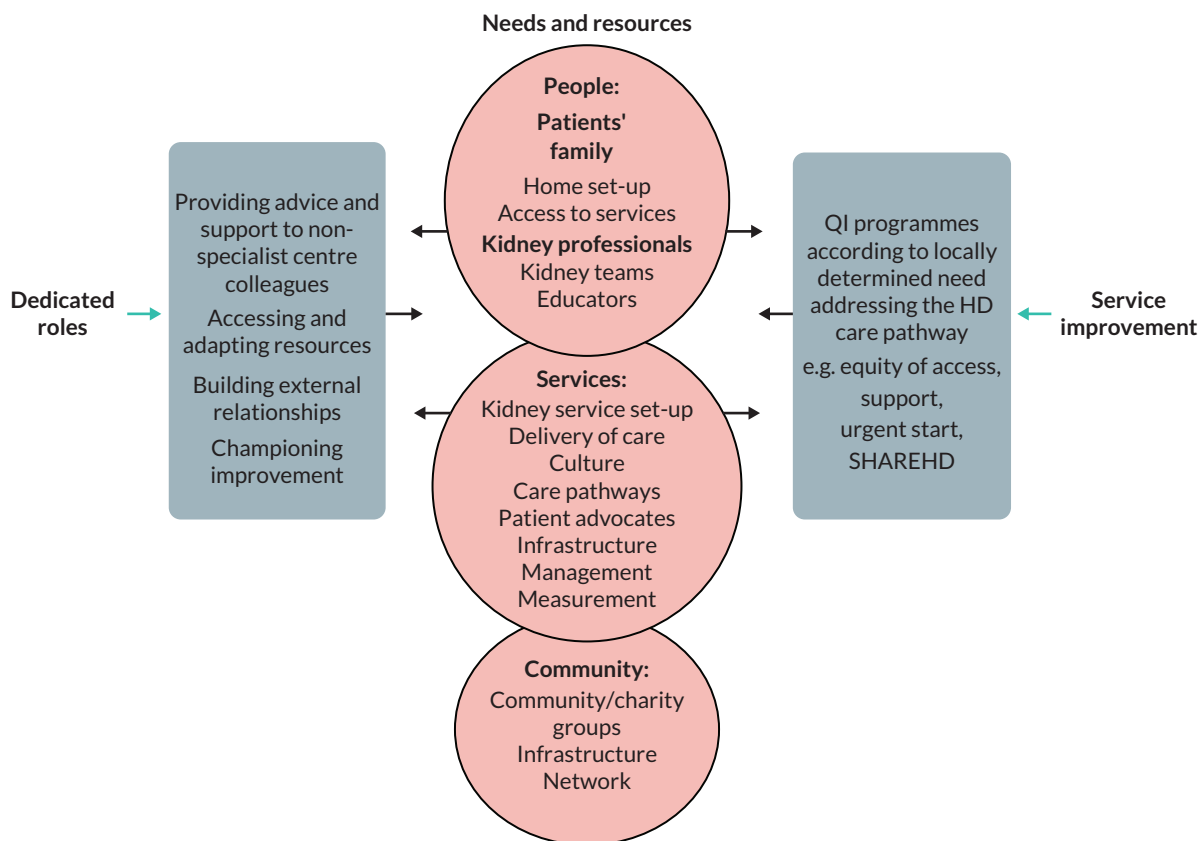 Needs and resources
People:
Patients'
family
Home set-up
Access to services
Kidney professionals
Kidney teams
Educators
Dedicated
roles
Providing advice and
support to non-
specialist centre
colleagues
Accessing and
adapting resources
Building external
relationships
Championing
improvement
QI programmes
according to locally
determined need
addressing the HD
care pathway
e.g. equity of access,
support,
urgent start,
SHAREHD
Service
improvement
Services:
Kidney service set-up
Delivery of care
Culture
Care pathways
Patient advocates
Infrastructure
Management
Measurement
Community:
Community/charity
groups
Infrastructure
Network